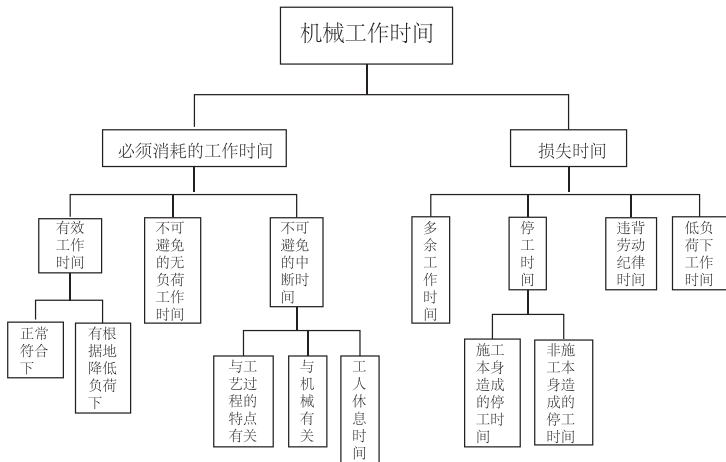 机械工作时间
必须消耗的工作时间
损失时间
有效
工作
时间
不可
避免
的无
负荷
工作
时间
不可
避免
的中
断时
间
多
余
工
作
时
间
停
工
时
间
违背
劳动
纪律
时间
低负
荷下
工作
时间
正常
符合
下
有根
据地
降低
负荷
下
与工
艺过
程的
特点
有关
与
机
械
有
关
工
人
休
息
时
间
施工
本身
造成
的停
工时
间
非施
工本
身造
成的
停工
时间